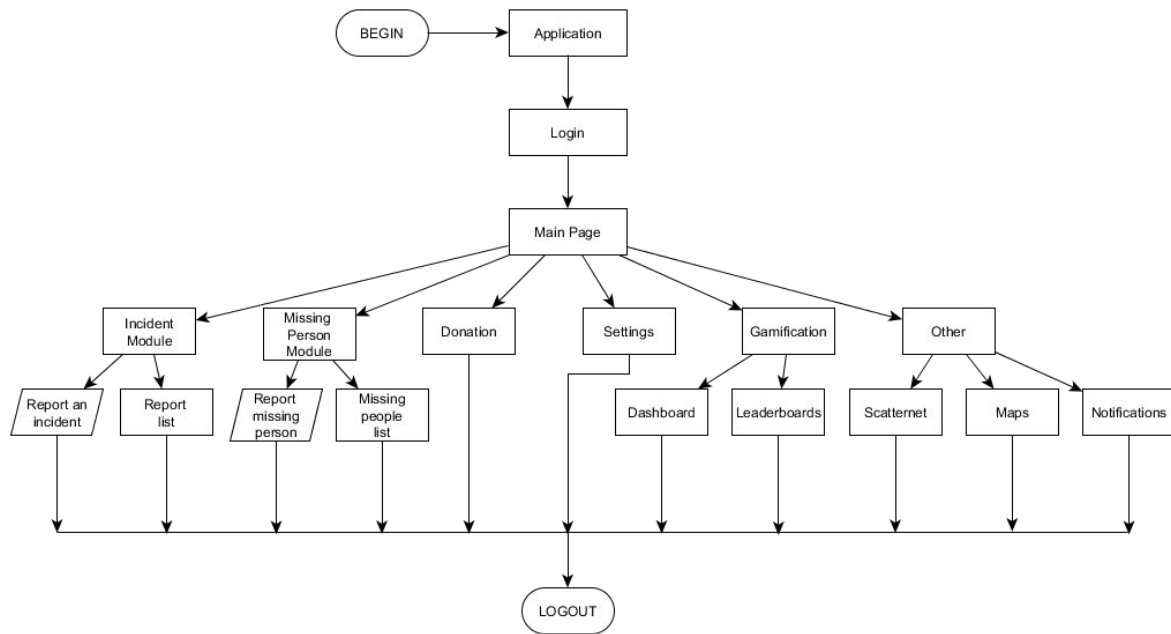 BEGIN
Application
Login
Main Page
Incident
Module
Missing
Person
Module
Donation
Settings
Gamification
Other
Report an
incident
Report
list
Report
missing
person
Missing
people
list
Dashboard
Leaderboards
Scatternet
Maps
Notifications
LOGOUT